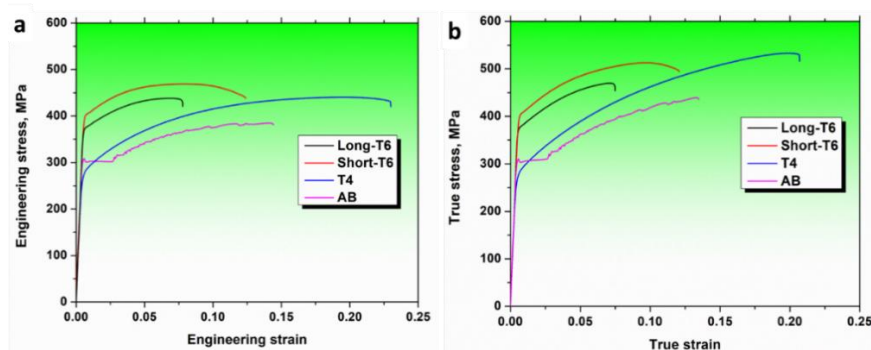 a
600
500
400
300
200
100
0
Engineering stress, MPa
Long-T6
Short-T6
T4
AB
0.00 0.05 0.10 0.15 0.20 0.25
Engineering strain
b
600
500
400
300
200
100
0
True stress, MPa
Long-T6
Short-T6
T4
AB
0.00 0.05 0.10 0.15 0.20 0.25
True strain